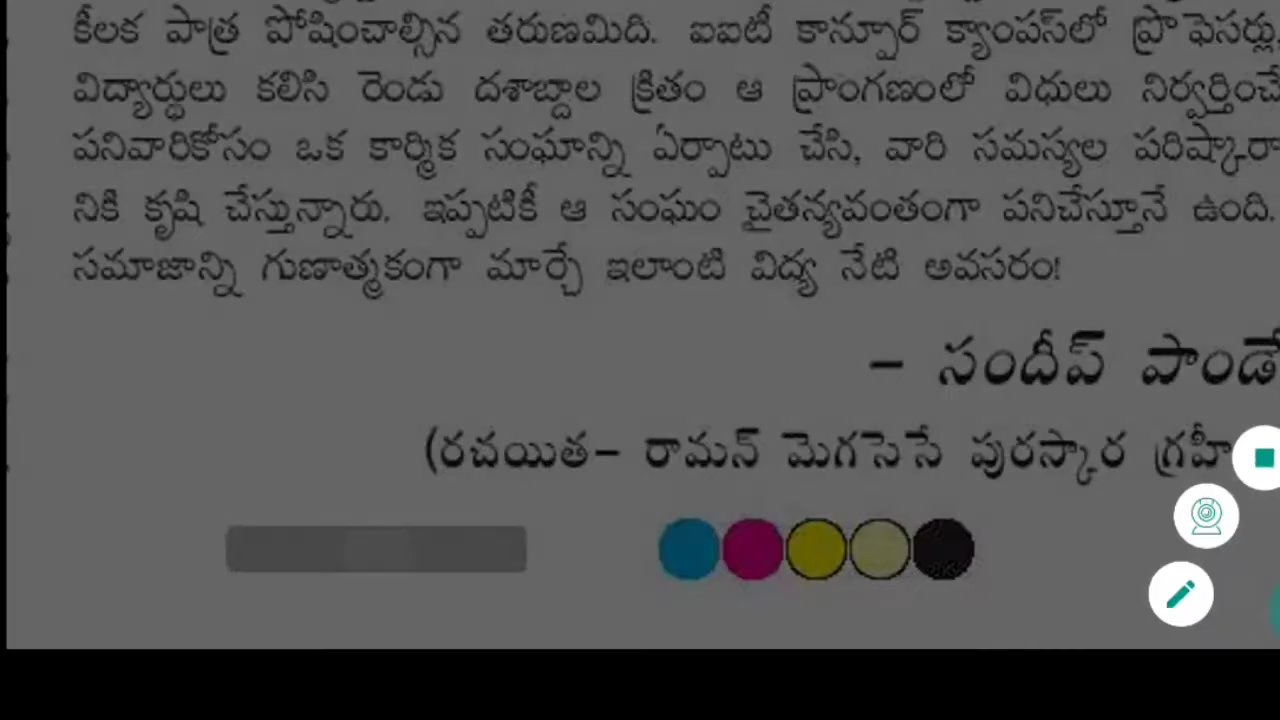 కీలక పాత్ర పోషించాల్సిన తరుణమిది. ఐఐటీ కాన్పూర్ క్యాంపస్‌లో ప్రొఫెసర్లు,
విద్యార్థులు కలిసి రెండు దశాబ్దాల క్రితం ఆ ప్రాంగణంలో విధులు నిర్వర్తించే
పనివారికోసం ఒక కార్మిక సంఘాన్ని ఏర్పాటు చేసి, వారి సమస్యల పరిష్కారా
నికి కృషి చేస్తున్నారు. ఇప్పటికీ ఆ సంఘం చైతన్యవంతంగా పనిచేస్తూనే ఉంది.
సమాజాన్ని గుణాత్మకంగా మార్చే ఇలాంటి విద్య నేటి అవసరం!
– సందీప్ పాండే
(రచయిత– రామన్ మెగసెసే పురస్కార గ్రహీ